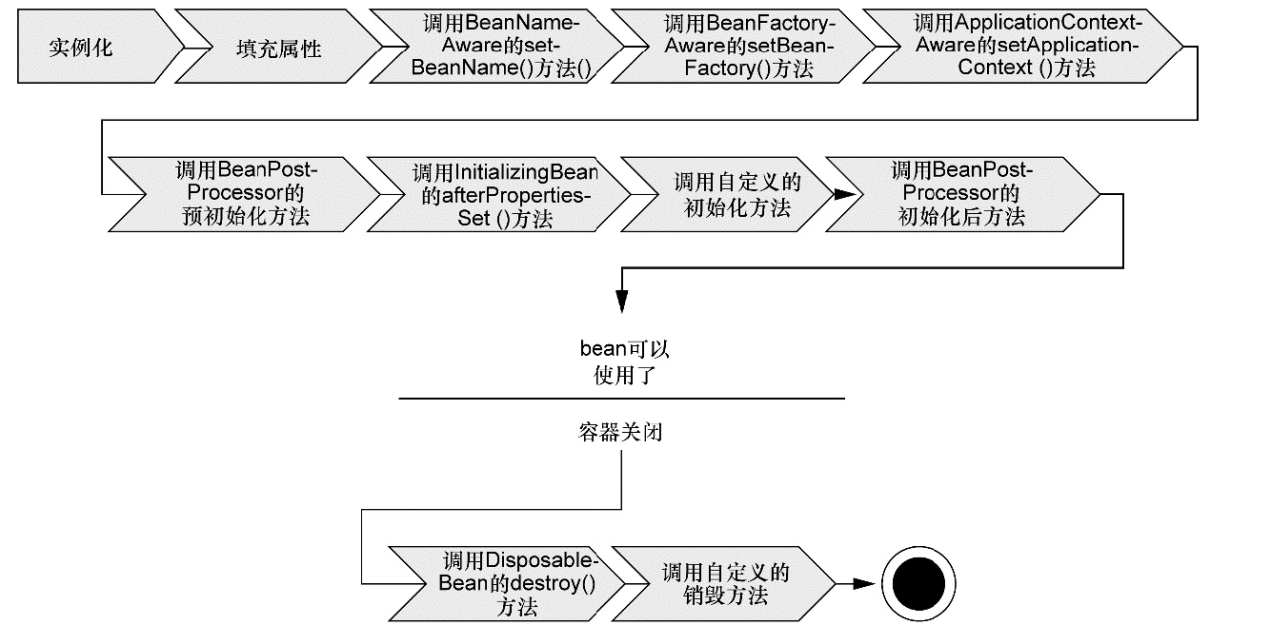 实例化
填充属性
调用BeanName-
Aware的set-
BeanName()方法()
调用BeanFactory-
Aware的setBean-
Factory()方法
调用ApplicationContext-
Aware的setApplication-
Context ()方法
调用BeanPost-
Processor的
预初始化方法
调用InitializingBean
的afterProperties-
Set ()方法
调用自定义的
初始化方法
调用BeanPost-
Processor的
初始化后方法
bean可以
使用了
容器关闭
调用Disposable-
Bean的destroy()
方法
调用自定义的
销毁方法